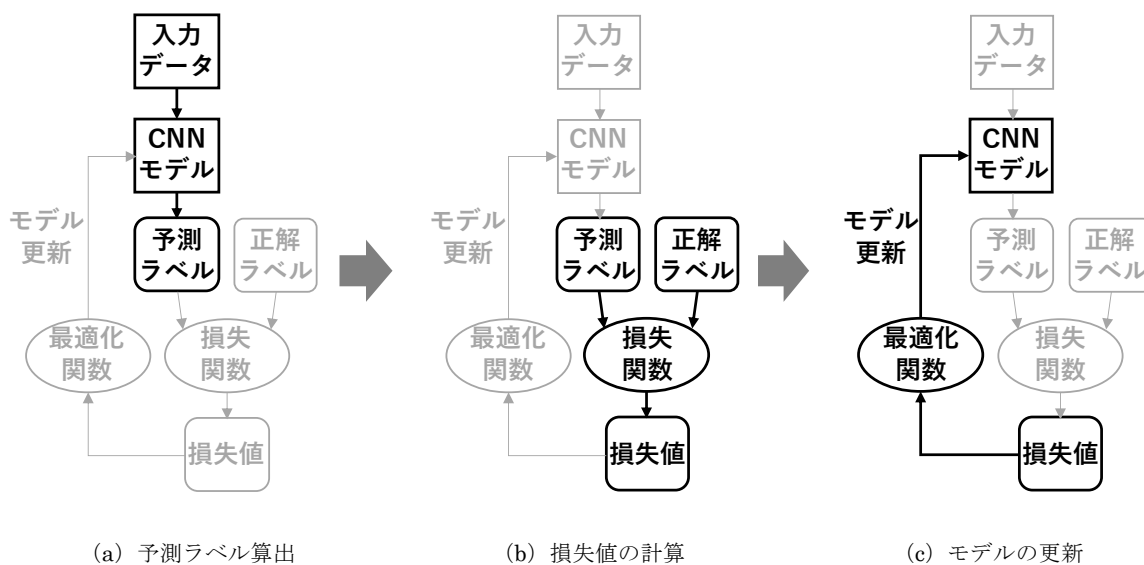 入力
データ
CNN
モデル
モデル
更新
予測
ラベル
正解
ラベル
最適化
関数
損失
関数
損失値
(a) 予測ラベル算出
入力
データ
CNN
モデル
モデル
更新
予測
ラベル
正解
ラベル
最適化
関数
損失
関数
損失値
(b) 損失値の計算
入力
データ
CNN
モデル
モデル
更新
予測
ラベル
正解
ラベル
最適化
関数
損失
関数
損失値
(c) モデルの更新